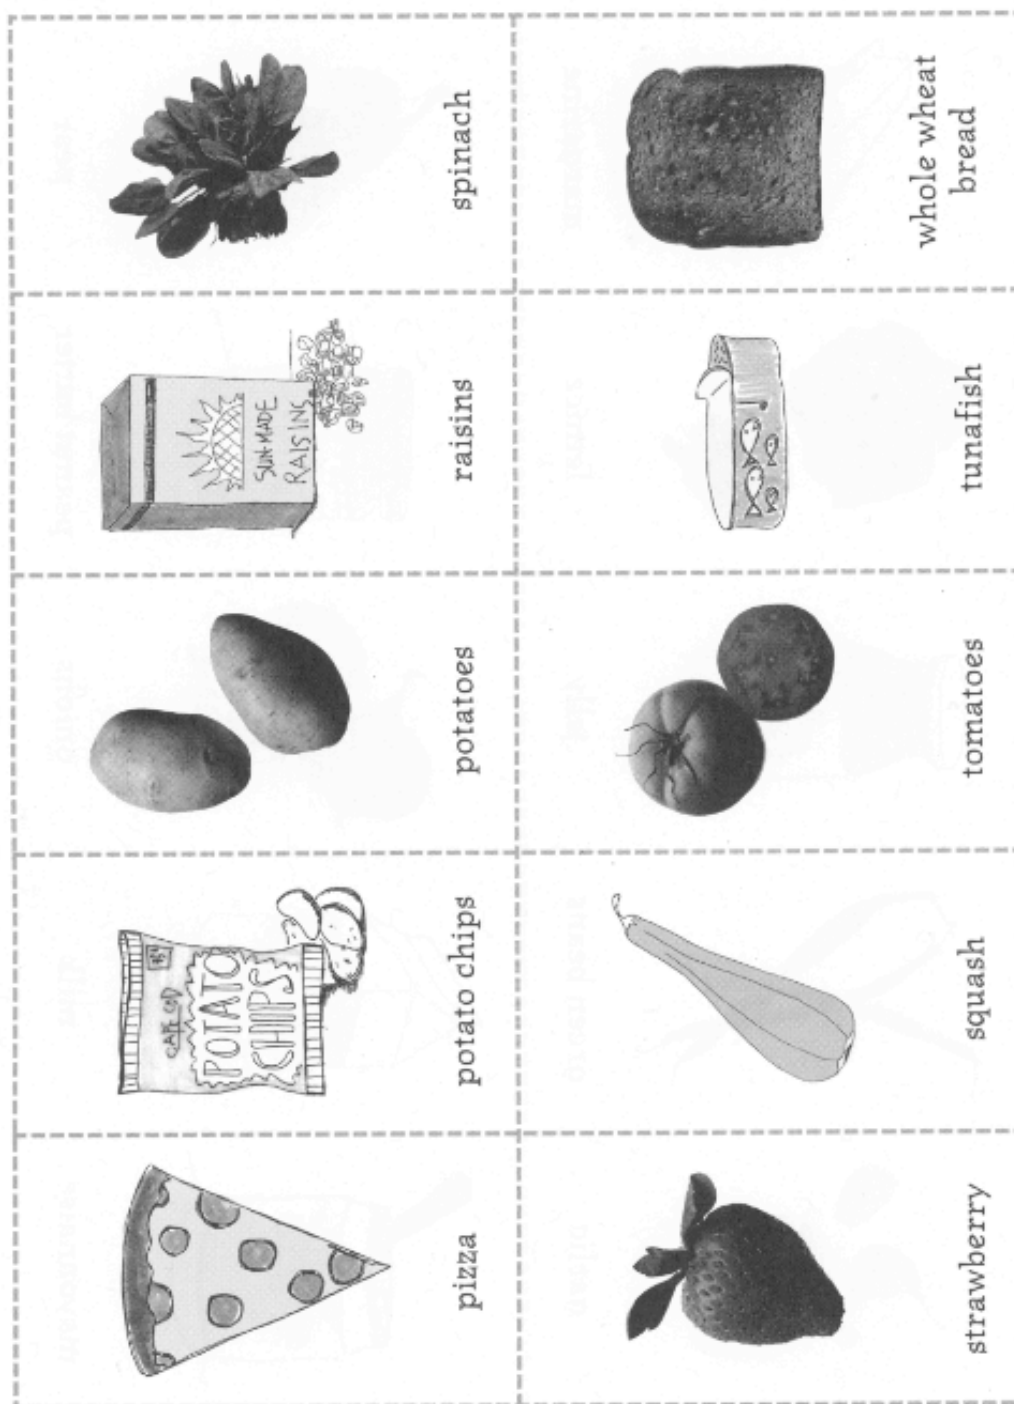 pizza
CAPE COD
POTATO
CHIPS
potato chips
potatoes
SUN-MADE
RAISINS
raisins
spinach
strawberry
squash
tomatoes
tunafish
whole wheat
bread